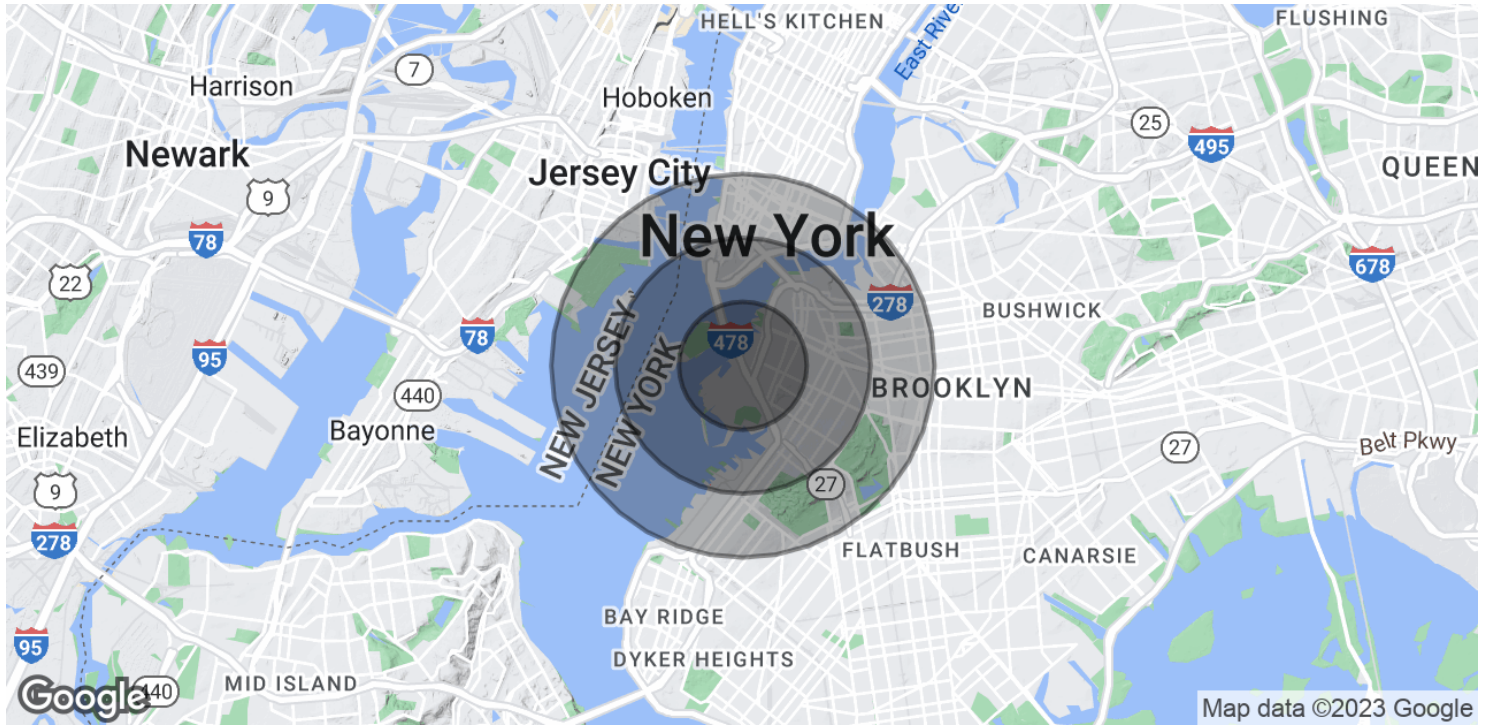 HELL'S KITCHEN
FLUSHING
East River
7
Harrison
Hoboken
25
495
Newark
QUEEN
Jersey City
9
New York
78
678
22
278
BUSHWICK
78
478
95
NEW JERSEY
NEW YORK
439
440
BROOKLYN
Bayonne
Elizabeth
27
Belt Pkwy
9
27
278
FLATBUSH
CANARSIE
BAY RIDGE
95
DYKER HEIGHTS
MID ISLAND
Google
440
Map data ©2023 Google